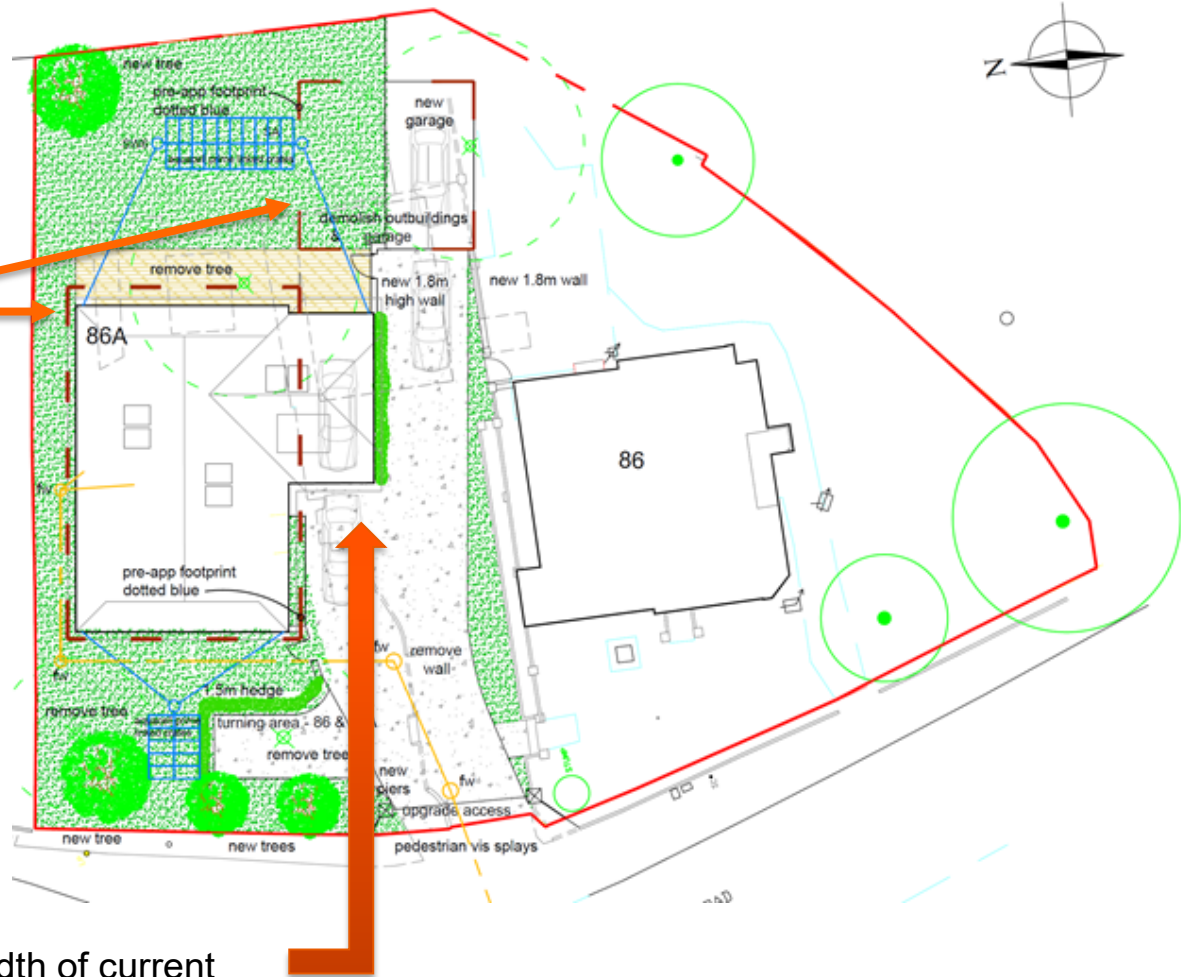 new tree
pre-app footprint
dotted blue
new
garage
SA
demolish outbuildings
& garage
remove tree
new 1.8m
high wall
new 1.8m wall
N
86A
86
fw
pre-app footprint
dotted blue
fw
fw
remove
wall
1.5m hedge
remove tree
turning area - 86 &
remove tree
new
piers
fw
upgrade access
new tree
new trees
pedestrian vis splays
dth of current